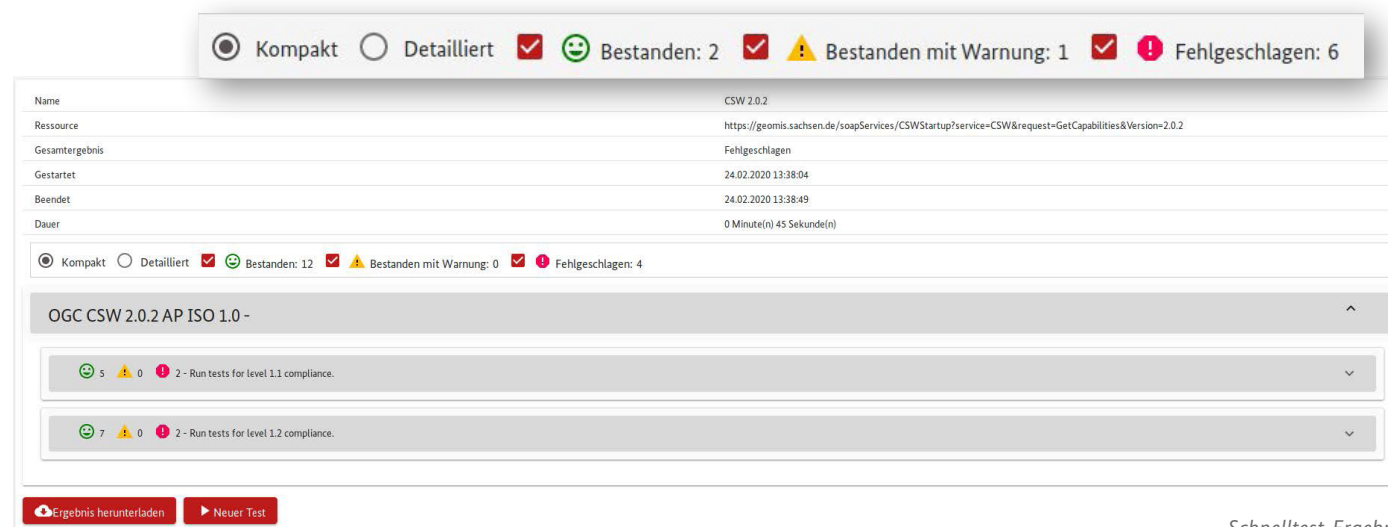 Kompakt Detailliert Bestanden: 2 Bestanden mit Warnung: 1 Fehlgeschlagen: 6
Name CSW 2.0.2
Ressource https://geomis.sachsen.de/soapServices/CSWStartup?service=CSW&request=GetCapabilities&Version=2.0.2
Gesamtergebnis Fehlgeschlagen
Gestartet 24.02.2020 13:38:04
Beendet 24.02.2020 13:38:49
Dauer 0 Minute(n) 45 Sekunde(n)
Kompakt Detailliert Bestanden: 12 Bestanden mit Warnung: 0 Fehlgeschlagen: 4
OGC CSW 2.0.2 AP ISO 1.0 -
5 0 2 - Run tests for level 1.1 compliance.
7 0 2 - Run tests for level 1.2 compliance.
Ergebnis herunterladen Neuer Test